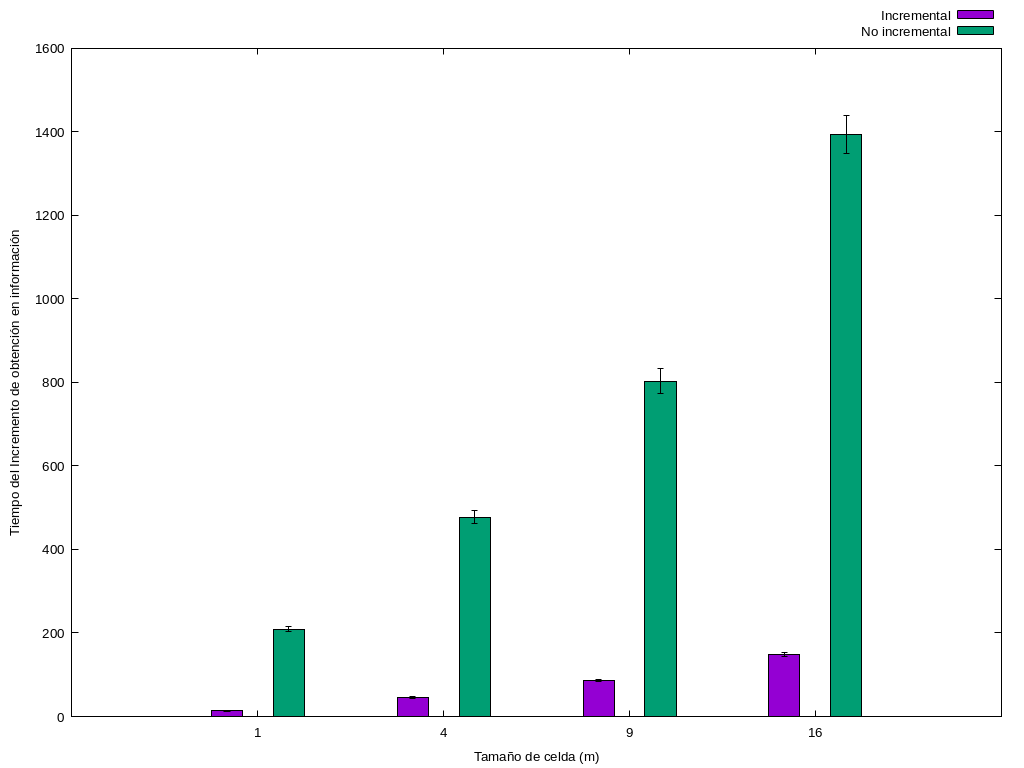 Incremental
No incremental
1600
1400
1200
1000
800
600
400
200
0
Tiempo del Incremento de obtención en información
1 4 9 16
Tamaño de celda (m)